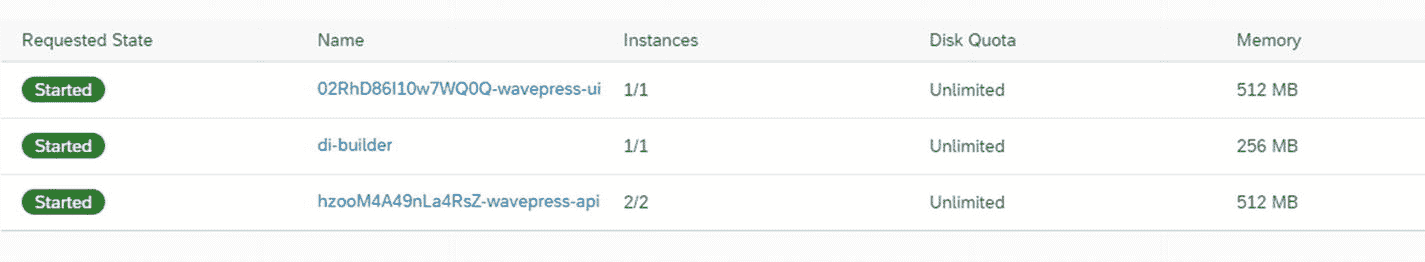 Requested State Name Instances Disk Quota Memory
Started 02RhD86I10w7WQ0Q-wavepress-ui 1/1 Unlimited 512 MB
Started di-builder 1/1 Unlimited 256 MB
Started hzooM4A49nLa4RsZ-wavepress-api 2/2 Unlimited 512 MB